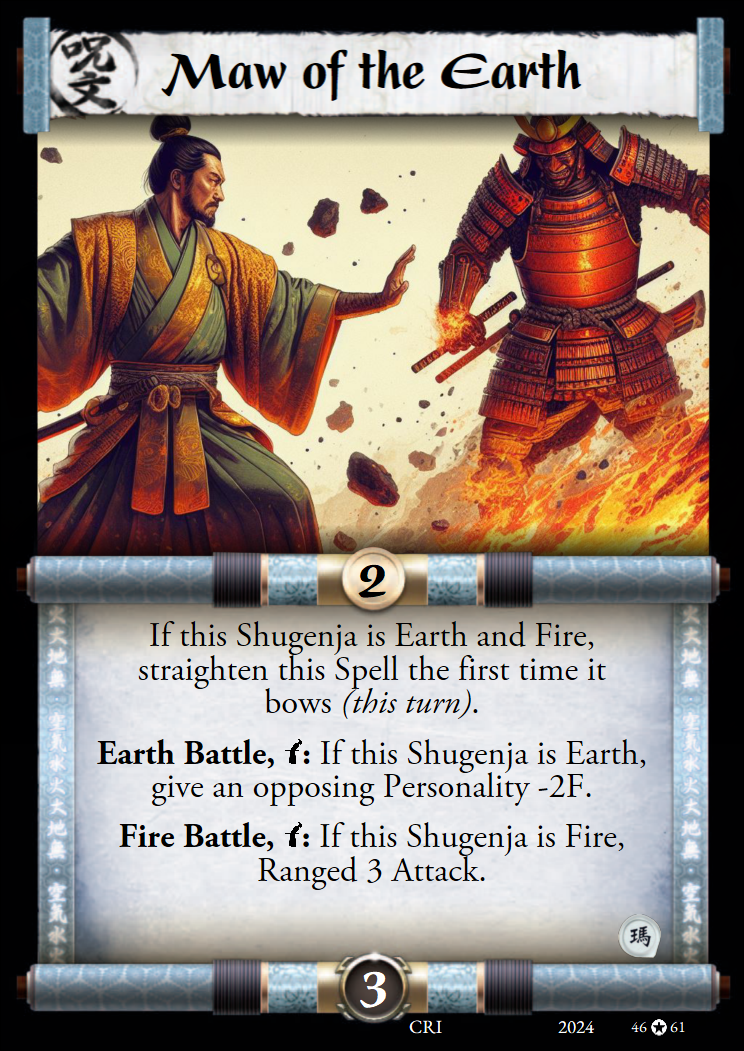 呪文
Maw of the Earth
2
If this Shugenja is Earth and Fire,
straighten this Spell the first time it
bows (this turn).
Earth Battle, : If this Shugenja is Earth,
give an opposing Personality -2F.
Fire Battle, : If this Shugenja is Fire,
Ranged 3 Attack.
瑪
3
CRI 2024 46 61